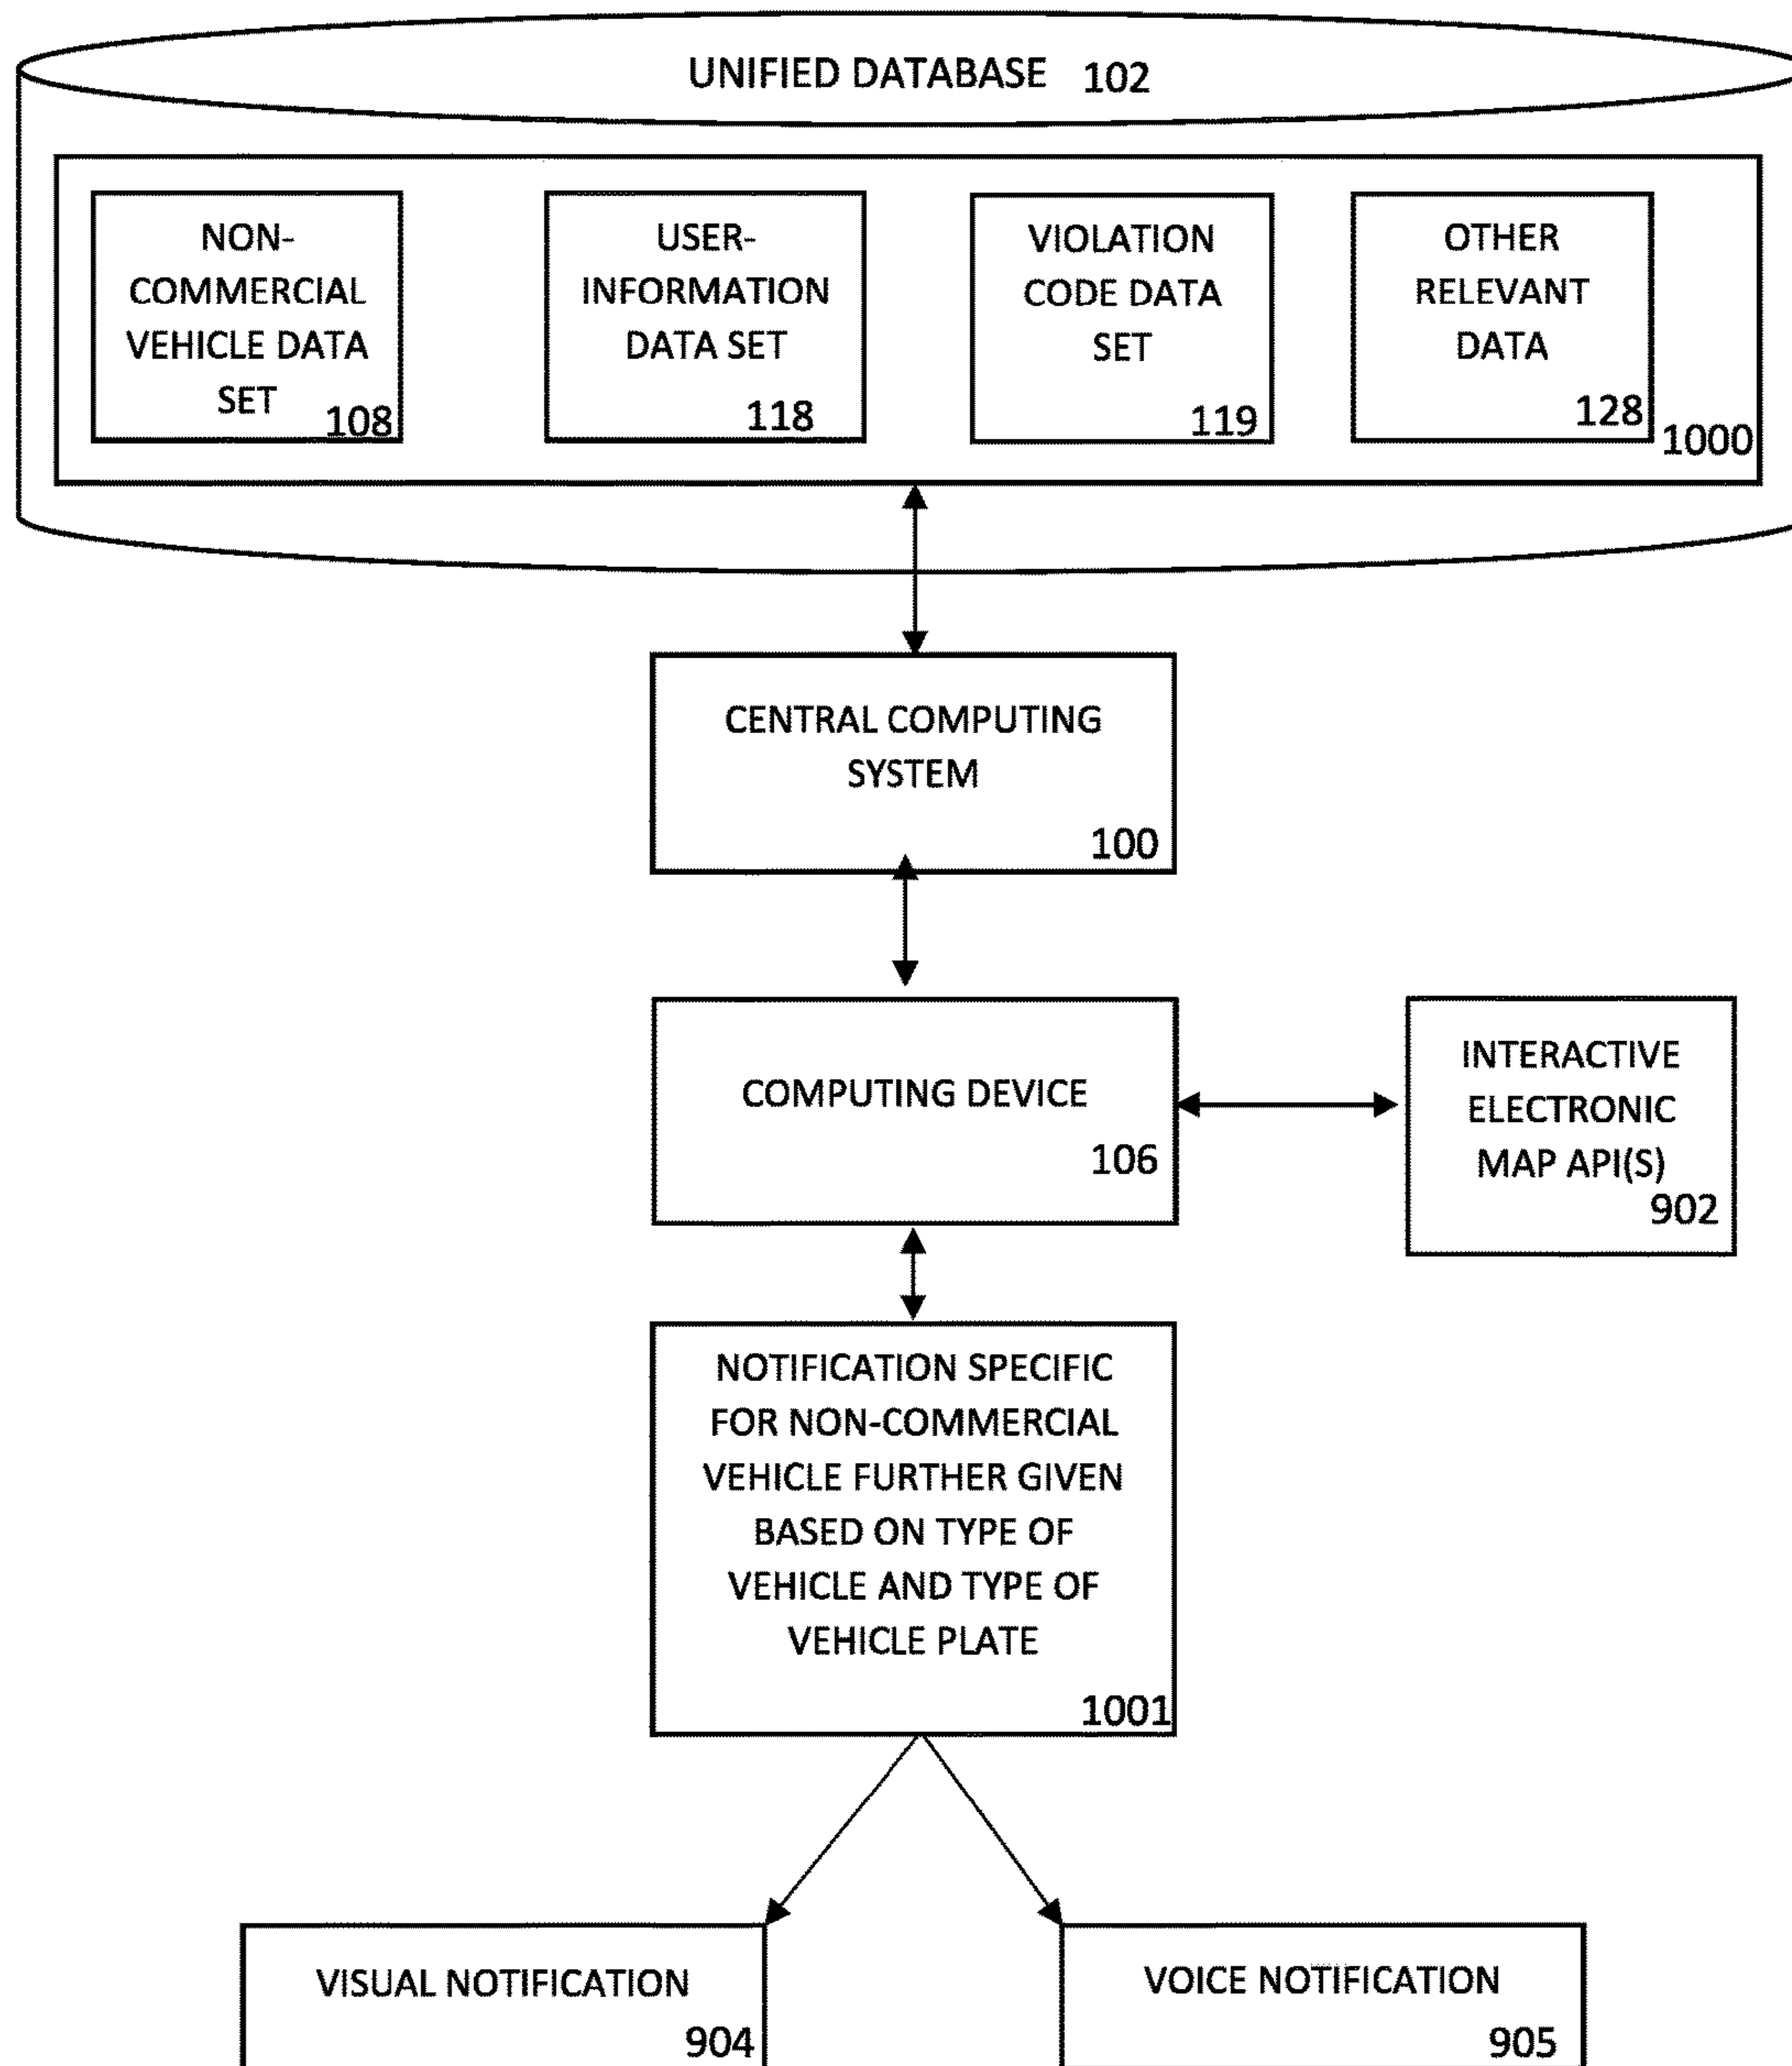 UNIFIED DATABASE 102
NON-
COMMERCIAL
VEHICLE DATA
SET
108
USER-
INFORMATION
DATA SET
118
VIOLATION
CODE DATA
SET
119
OTHER
RELEVANT
DATA
128
1000
CENTRAL COMPUTING
SYSTEM
100
COMPUTING DEVICE
106
INTERACTIVE
ELECTRONIC
MAP API(S)
902
NOTIFICATION SPECIFIC
FOR NON-COMMERCIAL
VEHICLE FURTHER GIVEN
BASED ON TYPE OF
VEHICLE AND TYPE OF
VEHICLE PLATE
1001
VISUAL NOTIFICATION
904
VOICE NOTIFICATION
905